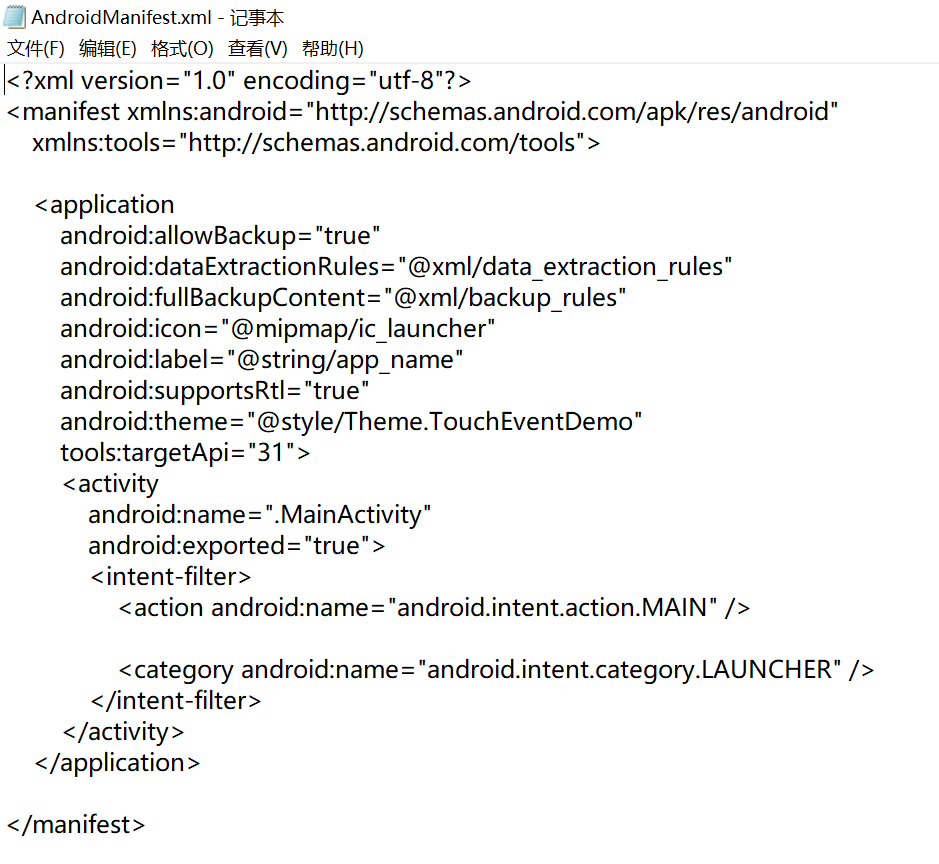 AndroidManifest.xml - 记事本
文件(F) 编辑(E) 格式(O) 查看(V) 帮助(H)
<?xml version="1.0" encoding="utf-8"?>
<manifest xmlns:android="http://schemas.android.com/apk/res/android"
    xmlns:tools="http://schemas.android.com/tools">

    <application
        android:allowBackup="true"
        android:dataExtractionRules="@xml/data_extraction_rules"
        android:fullBackupContent="@xml/backup_rules"
        android:icon="@mipmap/ic_launcher"
        android:label="@string/app_name"
        android:supportsRtl="true"
        android:theme="@style/Theme.TouchEventDemo"
        tools:targetApi="31">
        <activity
            android:name=".MainActivity"
            android:exported="true">
            <intent-filter>
                <action android:name="android.intent.action.MAIN" />

                <category android:name="android.intent.category.LAUNCHER" />
            </intent-filter>
        </activity>
    </application>

</manifest>